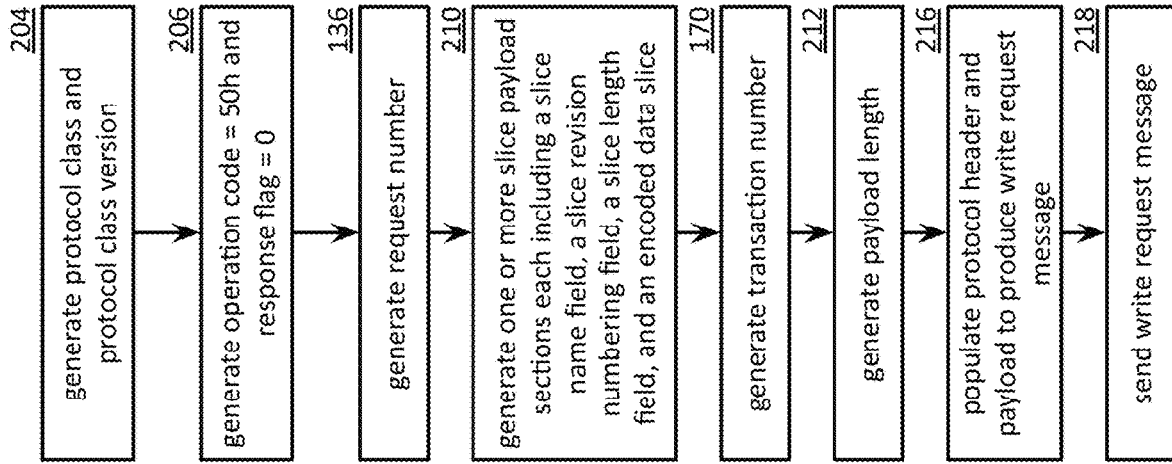 204
generate protocol class and
protocol class version
206
generate operation code = 50h and
response flag = 0
136
generate request number
210
generate one or more slice payload
sections each including a slice
name field, a slice revision
numbering field, a slice length
field, and an encoded data slice
170
generate transaction number
212
generate payload length
216
populate protocol header and
payload to produce write request
message
218
send write request message